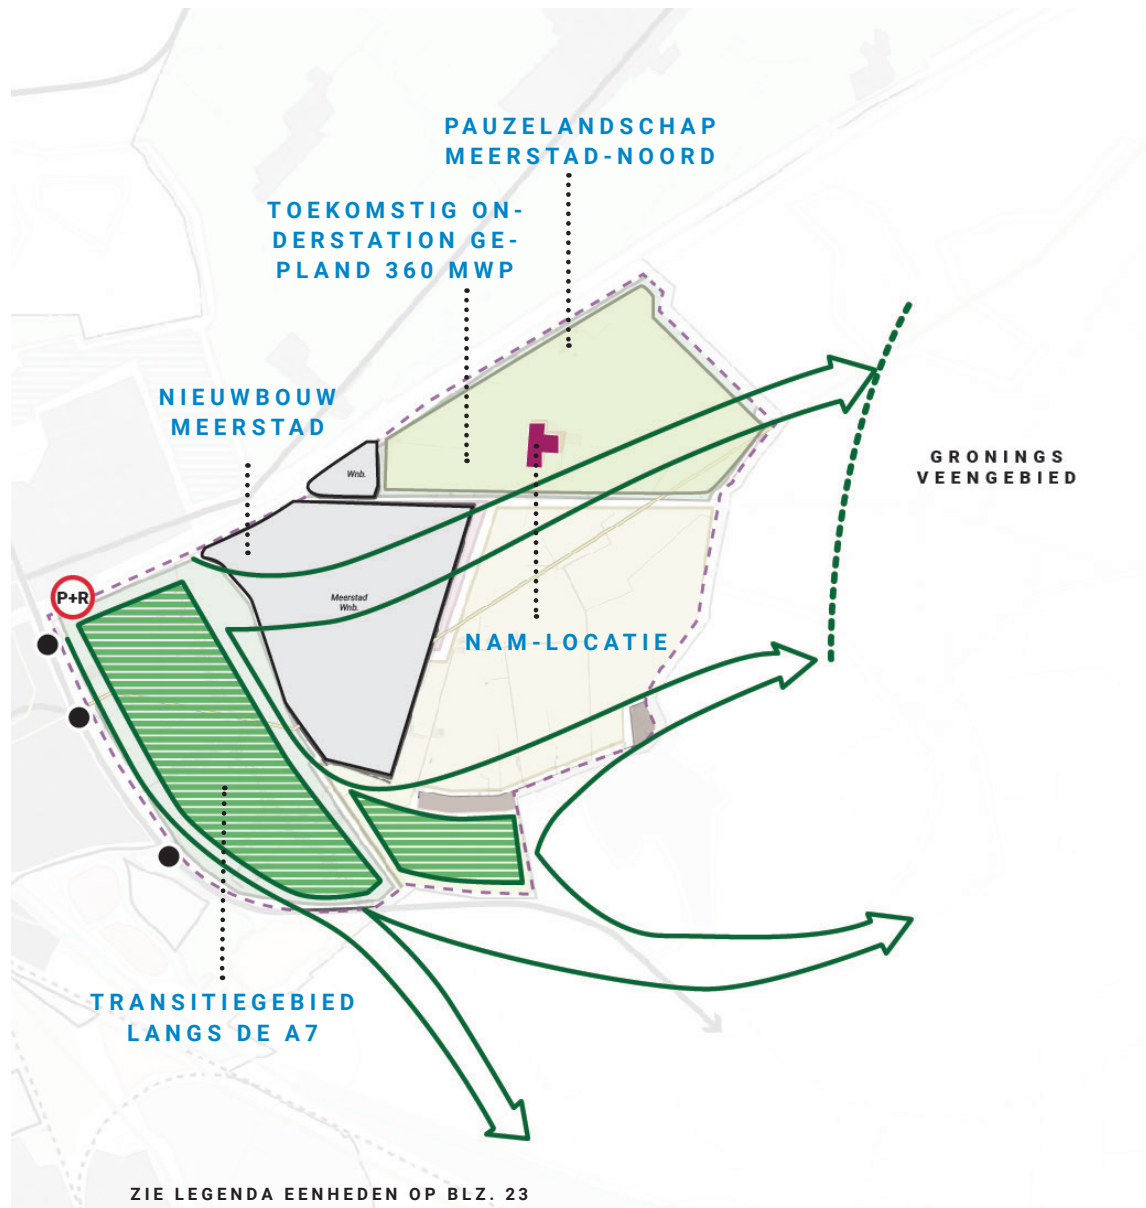 PAUZELANDSCHAP
MEERSTAD-NOORD
TOEKOMSTIG ON-
DERSTATION GE-
PLAND 360 MWP
NIEUWBOUW
MEERSTAD
GRONINGS
VEENGEBIED
Wnb.
P+R
Meerstad
Wnb.
NAM-LOCATIE
TRANSITIEGEBIED
LANGS DE A7
ZIE LEGENDA EENHEDEN OP BLZ. 23